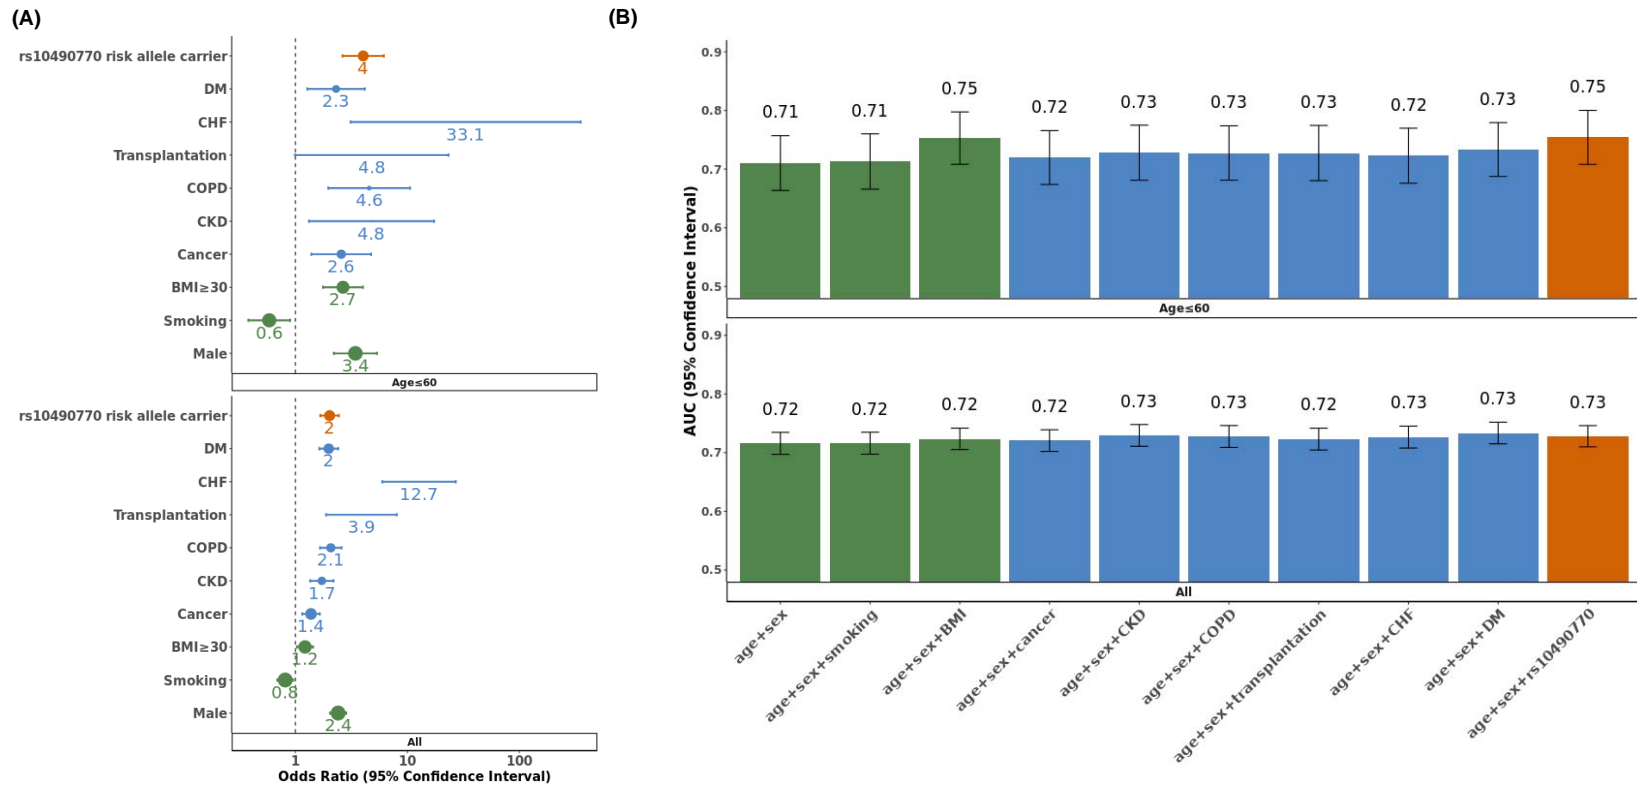 (A)
rs10490770 risk allele carrier
4
DM
2.3
CHF
33.1
Transplantation
4.8
COPD
4.6
CKD
4.8
Cancer
2.6
BMI≥30
2.7
Smoking
0.6
Male
3.4
Age≤60
rs10490770 risk allele carrier
2
DM
2
CHF
12.7
Transplantation
3.9
COPD
2.1
CKD
1.7
Cancer
1.4
BMI≥30
1.2
Smoking
0.8
Male
2.4
All
1 10 100
Odds Ratio (95% Confidence Interval)
(B)
AUC (95% Confidence Interval)
0.9
0.8
0.7
0.6
0.5
0.71 0.71 0.75 0.72 0.73 0.73 0.73 0.72 0.73 0.75
Age≤60
0.9
0.8
0.7
0.6
0.5
0.72 0.72 0.72 0.72 0.73 0.73 0.72 0.73 0.73 0.73
All
age+sex
age+sex+smoking
age+sex+BMI
age+sex+cancer
age+sex+CKD
age+sex+COPD
age+sex+transplantation
age+sex+CHF
age+sex+DM
age+sex+rs10490770